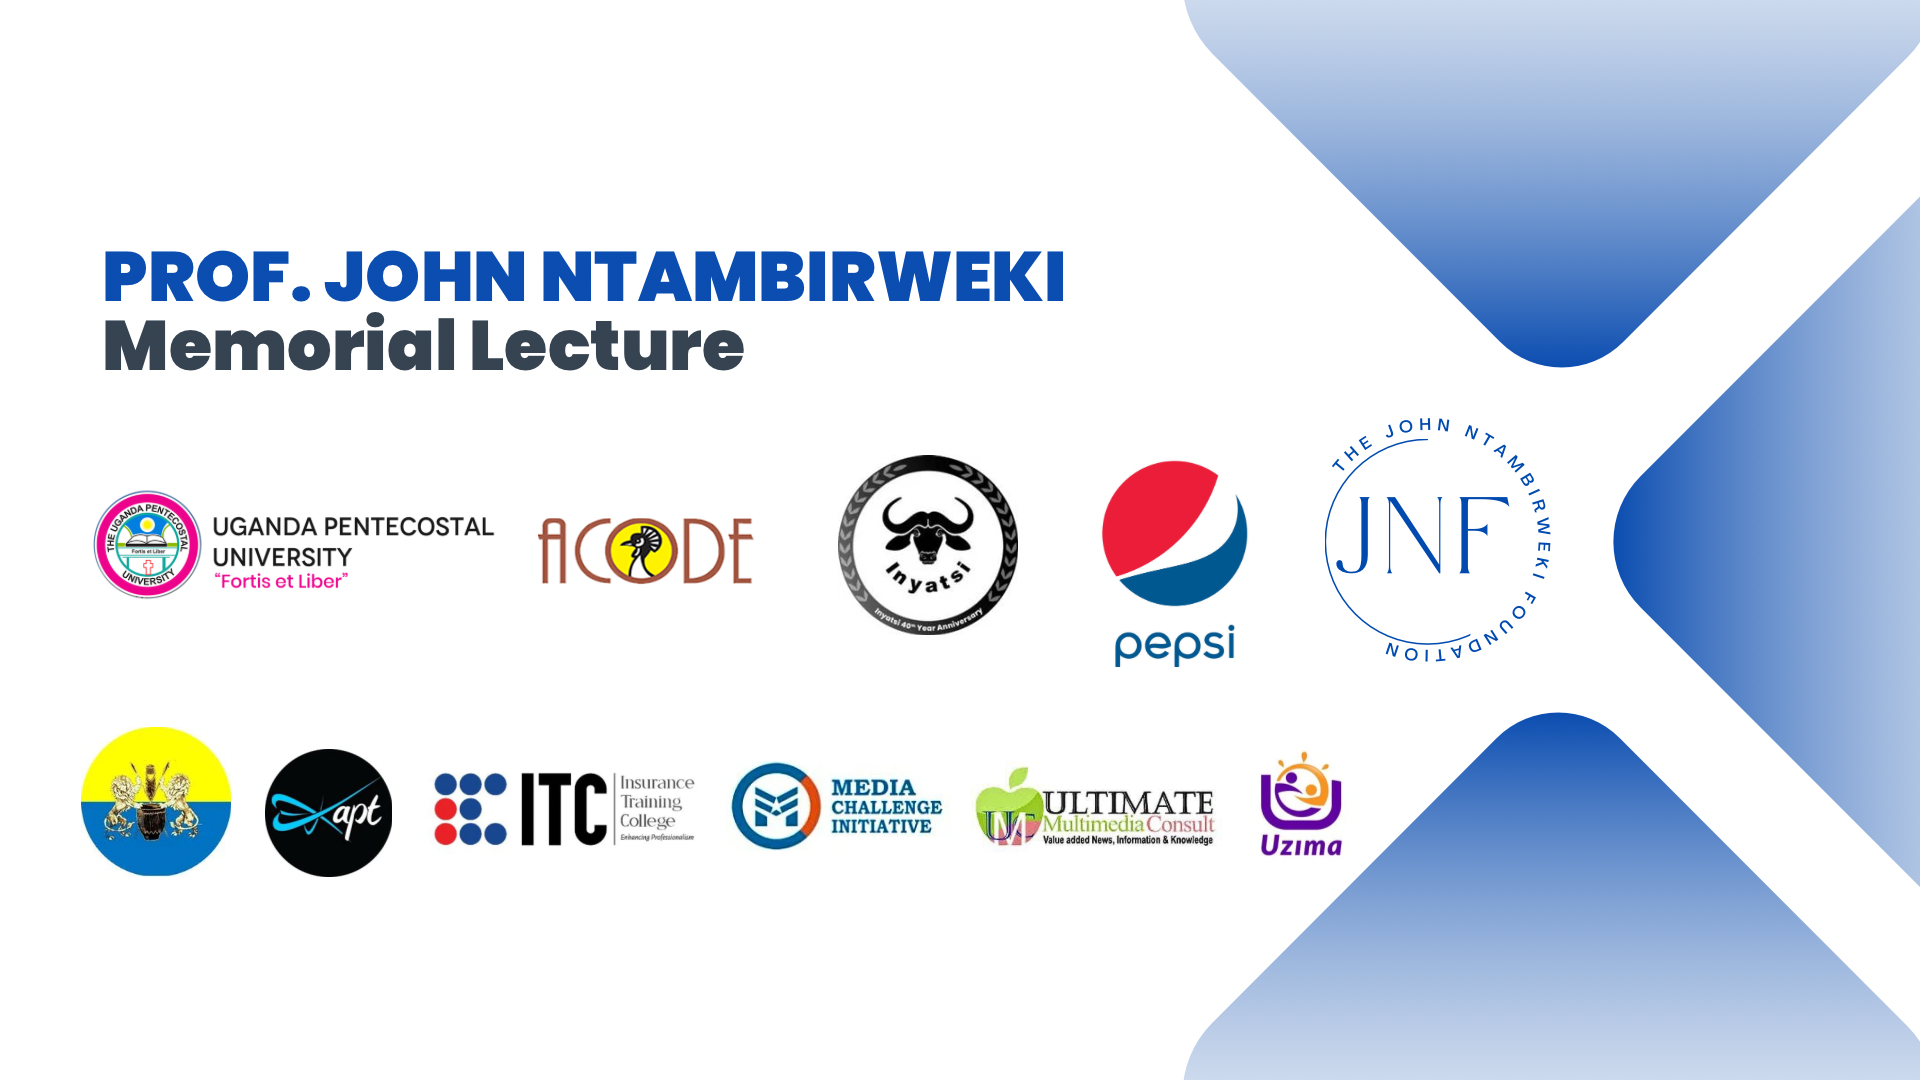 PROF. JOHN NTAMBIRWEKI
Memorial Lecture
THE UGANDA PENTECOSTAL UNIVERSITY
Fortis et Liber
UGANDA PENTECOSTAL
UNIVERSITY
“Fortis et Liber”
ACODE
Inyatsi
Inyatsi 40th Year Anniversary
pepsi
THE JOHN NTAMBIRWEKI FOUNDATION
JNF
apt
ITC
Insurance
Training
College
Enhancing Professionalism
MEDIA
CHALLENGE
INITIATIVE
UMC
ULTIMATE
Multimedia Consult
Value added News, Information & Knowledge
Uzima